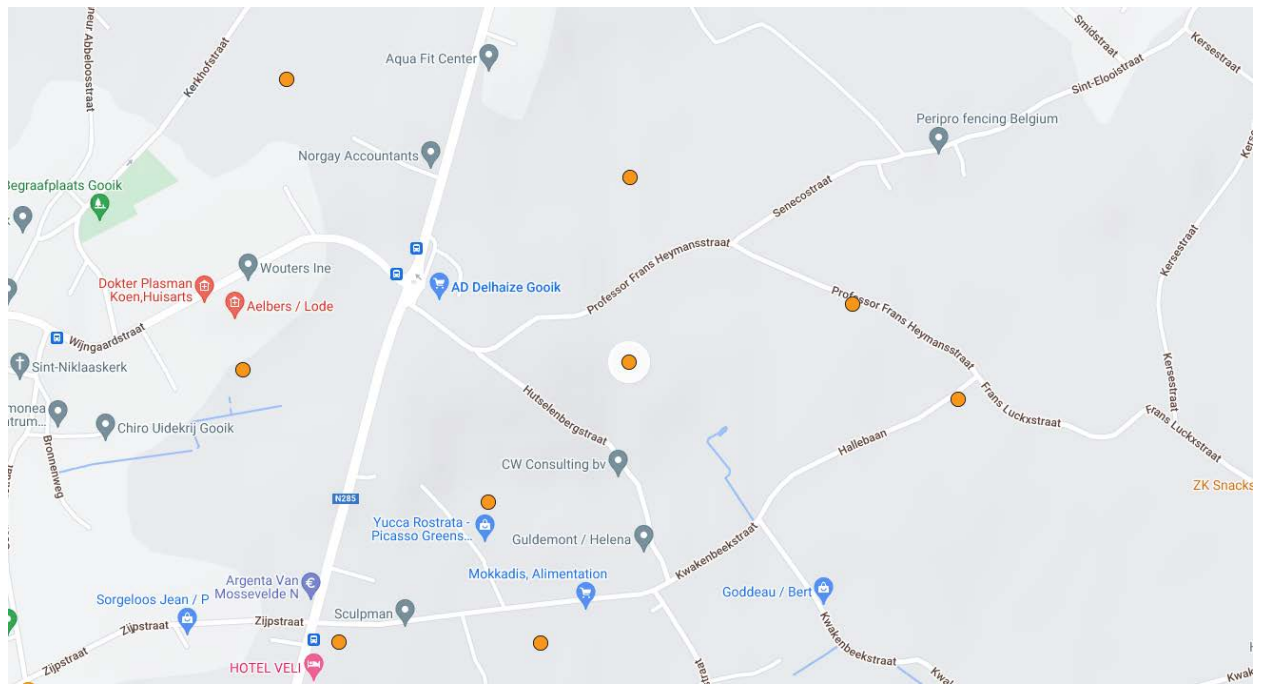 Kerkhofstraat
Aqua Fit Center
Smidstraat
Kersestraat
Sint-Elooistraat
Peripro fencing Belgium
Norgay Accountants
Begraafplaats Gooik
Senecostraat
Wouters Ine
Professor Frans Heymansstraat
Kersestraat
Dokter Plasman
Koen,Huisarts
AD Delhaize Gooik
Aelbers / Lode
Professor Frans Heymansstraat
Wijngaardstraat
Sint-Niklaaskerk
Kersestraat
Hutselenbergstraat
Frans Luckxstraat
Frans Luckxstraat
Chiro Uidekrij Gooik
Hallebaan
Bronnenweg
CW Consulting bv
ZK Snacks
N285
Yucca Rostrata -
Picasso Greens...
Guldemont / Helena
Kwakenbeekstraat
Mokkadis, Alimentation
Argenta Van
Mossevelde N
Goddeau / Bert
Sorgeloos Jean / P
Sculpman
Zijpstraat
Zijpstraat
Kwakenbeekstraat
HOTEL VELI
Zijpstraat